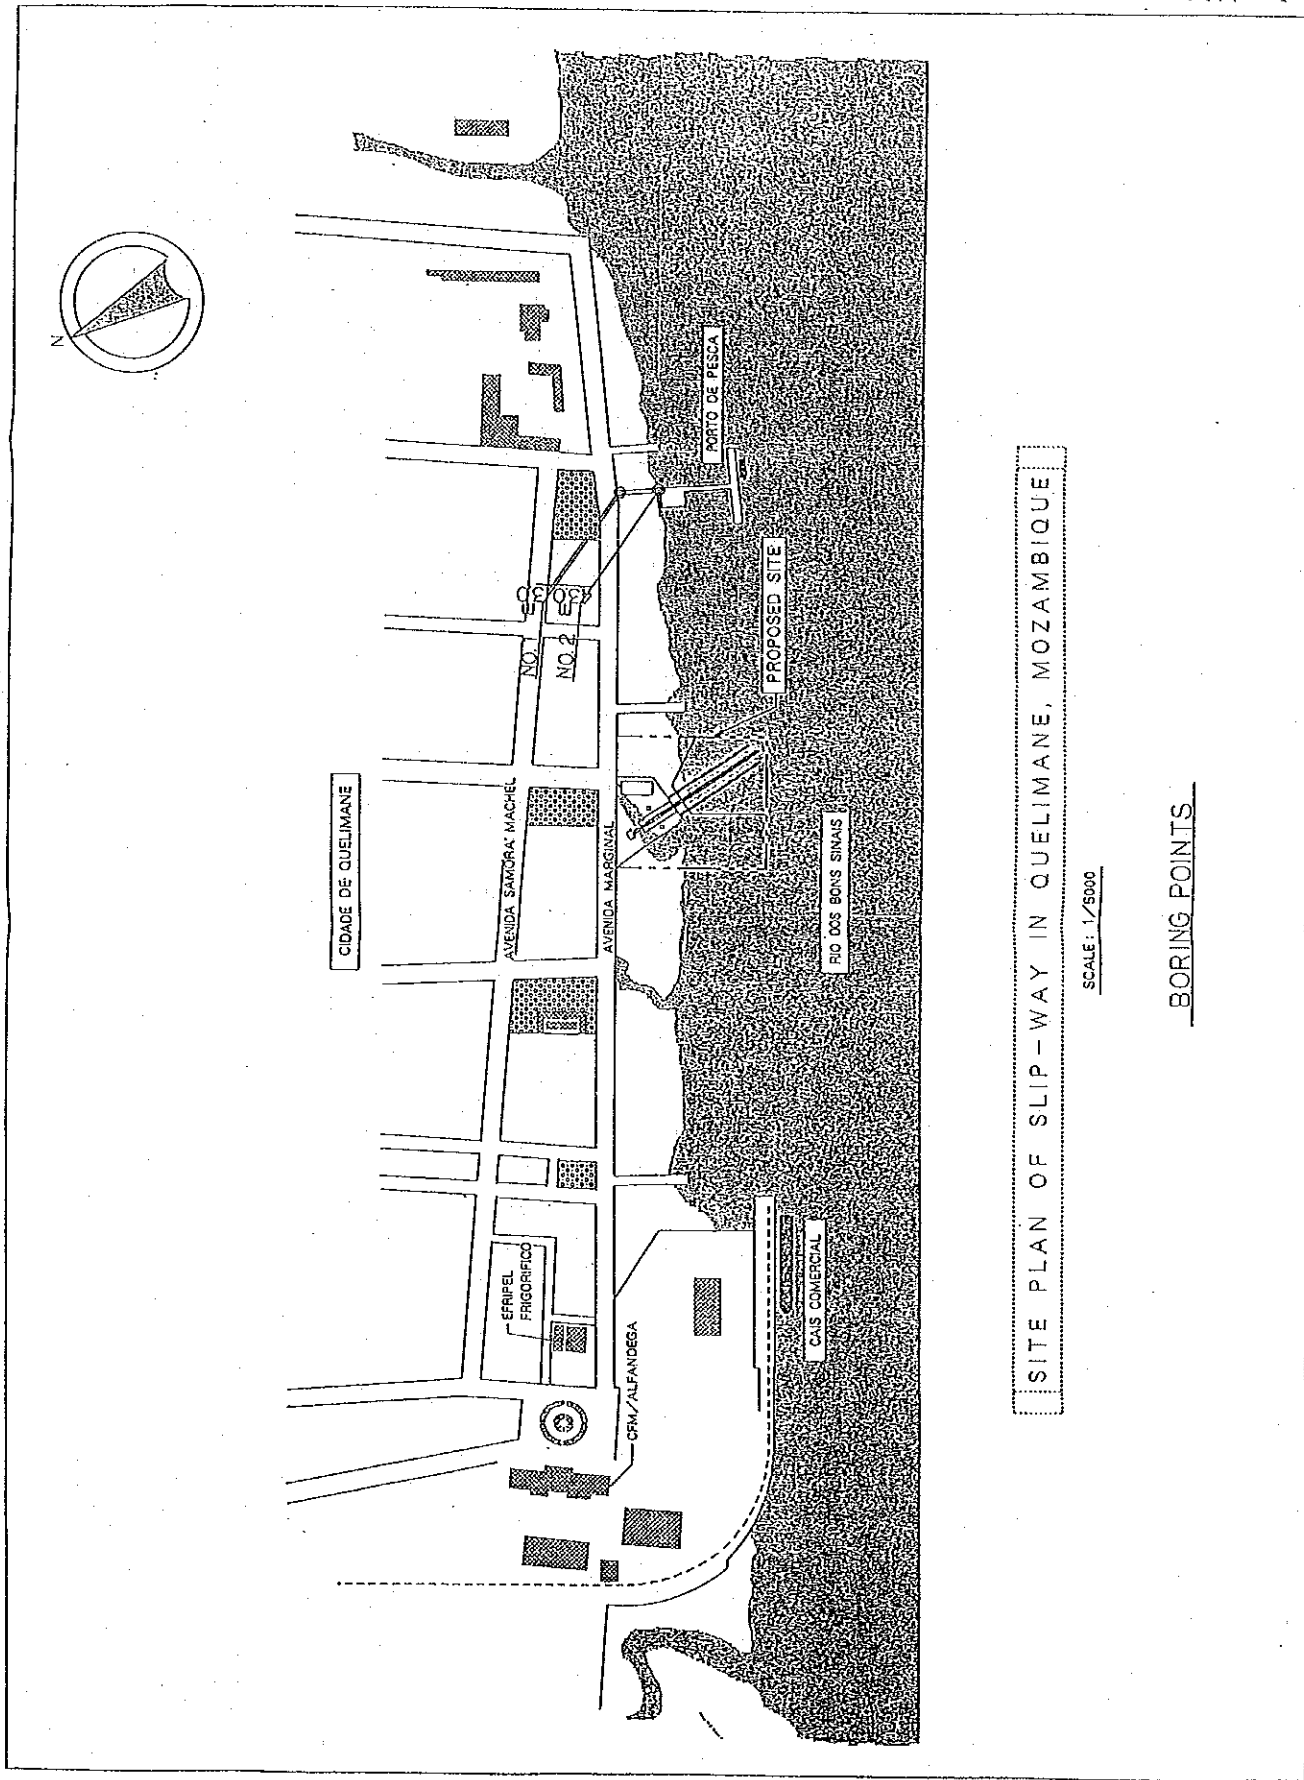 N
CIDADE DE QUELIMANE
AVENIDA SAMORA MACHEL
AVENIDA MARGINAL
EFRIPEL
FRIGORIFICO
CFM/ALFANDEGA
NO. 1
NO. 2
PORTO DE PESCA
PROPOSED SITE
RIO DOS BONS SINAIS
CAIS COMERCIAL
SITE PLAN OF SLIP-WAY IN QUELIMANE, MOZAMBIQUE
SCALE: 1/5000
BORING POINTS